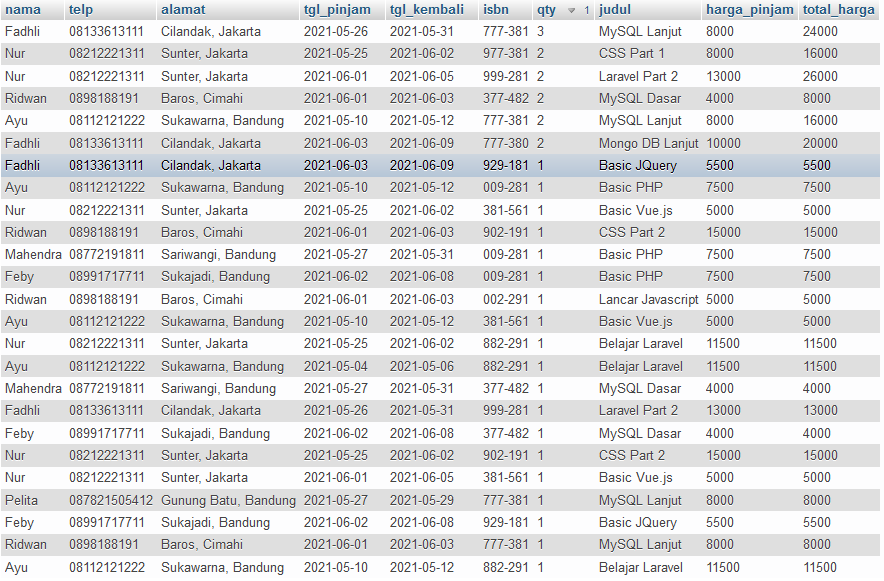 nama telp alamat tgl_pinjam tgl_kembali isbn qty 1 judul harga_pinjam total_harga
Fadhli 08133613111 Cilandak, Jakarta 2021-05-26 2021-05-31 777-381 3 MySQL Lanjut 8000 24000
Nur 08212221311 Sunter, Jakarta 2021-05-25 2021-06-02 977-381 2 CSS Part 1 8000 16000
Nur 08212221311 Sunter, Jakarta 2021-06-01 2021-06-05 999-281 2 Laravel Part 2 13000 26000
Ridwan 0898188191 Baros, Cimahi 2021-06-01 2021-06-03 377-482 2 MySQL Dasar 4000 8000
Ayu 08112121222 Sukawarna, Bandung 2021-05-10 2021-05-12 777-381 2 MySQL Lanjut 8000 16000
Fadhli 08133613111 Cilandak, Jakarta 2021-06-03 2021-06-09 777-380 2 Mongo DB Lanjut 10000 20000
Fadhli 08133613111 Cilandak, Jakarta 2021-06-03 2021-06-09 929-181 1 Basic JQuery 5500 5500
Ayu 08112121222 Sukawarna, Bandung 2021-05-10 2021-05-12 009-281 1 Basic PHP 7500 7500
Nur 08212221311 Sunter, Jakarta 2021-05-25 2021-06-02 381-561 1 Basic Vue.js 5000 5000
Ridwan 0898188191 Baros, Cimahi 2021-06-01 2021-06-03 902-191 1 CSS Part 2 15000 15000
Mahendra 08772191811 Sariwangi, Bandung 2021-05-27 2021-05-31 009-281 1 Basic PHP 7500 7500
Feby 08991717711 Sukajadi, Bandung 2021-06-02 2021-06-08 009-281 1 Basic PHP 7500 7500
Ridwan 0898188191 Baros, Cimahi 2021-06-01 2021-06-03 002-291 1 Lancar Javascript 5000 5000
Ayu 08112121222 Sukawarna, Bandung 2021-05-10 2021-05-12 381-561 1 Basic Vue.js 5000 5000
Nur 08212221311 Sunter, Jakarta 2021-05-25 2021-06-02 882-291 1 Belajar Laravel 11500 11500
Ayu 08112121222 Sukawarna, Bandung 2021-05-04 2021-05-06 882-291 1 Belajar Laravel 11500 11500
Mahendra 08772191811 Sariwangi, Bandung 2021-05-27 2021-05-31 377-482 1 MySQL Dasar 4000 4000
Fadhli 08133613111 Cilandak, Jakarta 2021-05-26 2021-05-31 999-281 1 Laravel Part 2 13000 13000
Feby 08991717711 Sukajadi, Bandung 2021-06-02 2021-06-08 377-482 1 MySQL Dasar 4000 4000
Nur 08212221311 Sunter, Jakarta 2021-05-25 2021-06-02 902-191 1 CSS Part 2 15000 15000
Nur 08212221311 Sunter, Jakarta 2021-06-01 2021-06-05 381-561 1 Basic Vue.js 5000 5000
Pelita 087821505412 Gunung Batu, Bandung 2021-05-27 2021-05-29 777-381 1 MySQL Lanjut 8000 8000
Feby 08991717711 Sukajadi, Bandung 2021-06-02 2021-06-08 929-181 1 Basic JQuery 5500 5500
Ridwan 0898188191 Baros, Cimahi 2021-06-01 2021-06-03 777-381 1 MySQL Lanjut 8000 8000
Ayu 08112121222 Sukawarna, Bandung 2021-05-10 2021-05-12 882-291 1 Belajar Laravel 11500 11500